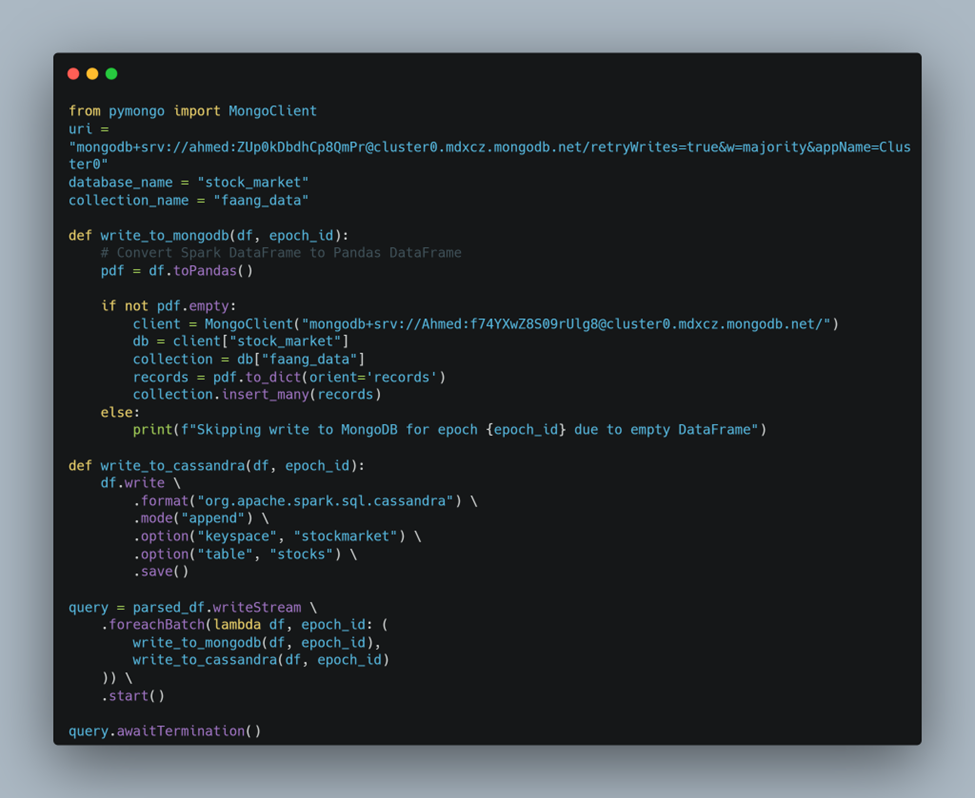 from pymongo import MongoClient
uri =
"mongodb+srv://ahmed:ZUp0kDbdhCp8QmPr@cluster0.mdxcz.mongodb.net/retryWrites=true&w=majority&appName=Clus
ter0"
database_name = "stock_market"
collection_name = "faang_data"

def write_to_mongodb(df, epoch_id):
    # Convert Spark DataFrame to Pandas DataFrame
    pdf = df.toPandas()

    if not pdf.empty:
        client = MongoClient("mongodb+srv://Ahmed:f74YXwZ8S09rUlg8@cluster0.mdxcz.mongodb.net/")
        db = client["stock_market"]
        collection = db["faang_data"]
        records = pdf.to_dict(orient='records')
        collection.insert_many(records)
    else:
        print(f"Skipping write to MongoDB for epoch {epoch_id} due to empty DataFrame")

def write_to_cassandra(df, epoch_id):
    df.write \
        .format("org.apache.spark.sql.cassandra") \
        .mode("append") \
        .option("keyspace", "stockmarket") \
        .option("table", "stocks") \
        .save()

query = parsed_df.writeStream \
    .foreachBatch(lambda df, epoch_id: (
        write_to_mongodb(df, epoch_id),
        write_to_cassandra(df, epoch_id)
    )) \
    .start()

query.awaitTermination()